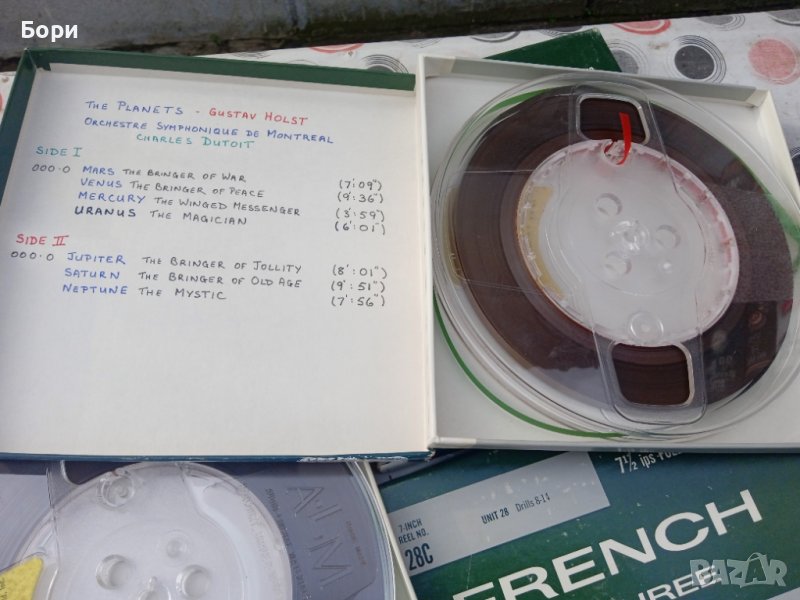 Бори
THE PLANETS - GUSTAV HOLST
ORCHESTRE SYMPHONIQUE DE MONTREAL
CHARLES DUTOIT
SIDE I
000·0 MARS THE BRINGER OF WAR (7'·09")
VENUS THE BRINGER OF PEACE (9':36")
MERCURY THE WINGED MESSENGER (3':59")
URANUS THE MAGICIAN (6':01")
SIDE II
000·0 JUPITER THE BRINGER OF JOLLITY (8':01")
SATURN THE BRINGER OF OLD AGE (9':51")
NEPTUNE THE MYSTIC (7':56")
7½ ips
7-INCH
REEL NO.
28C
UNIT 28 Drills 8-14
FRENCH
PAZAR